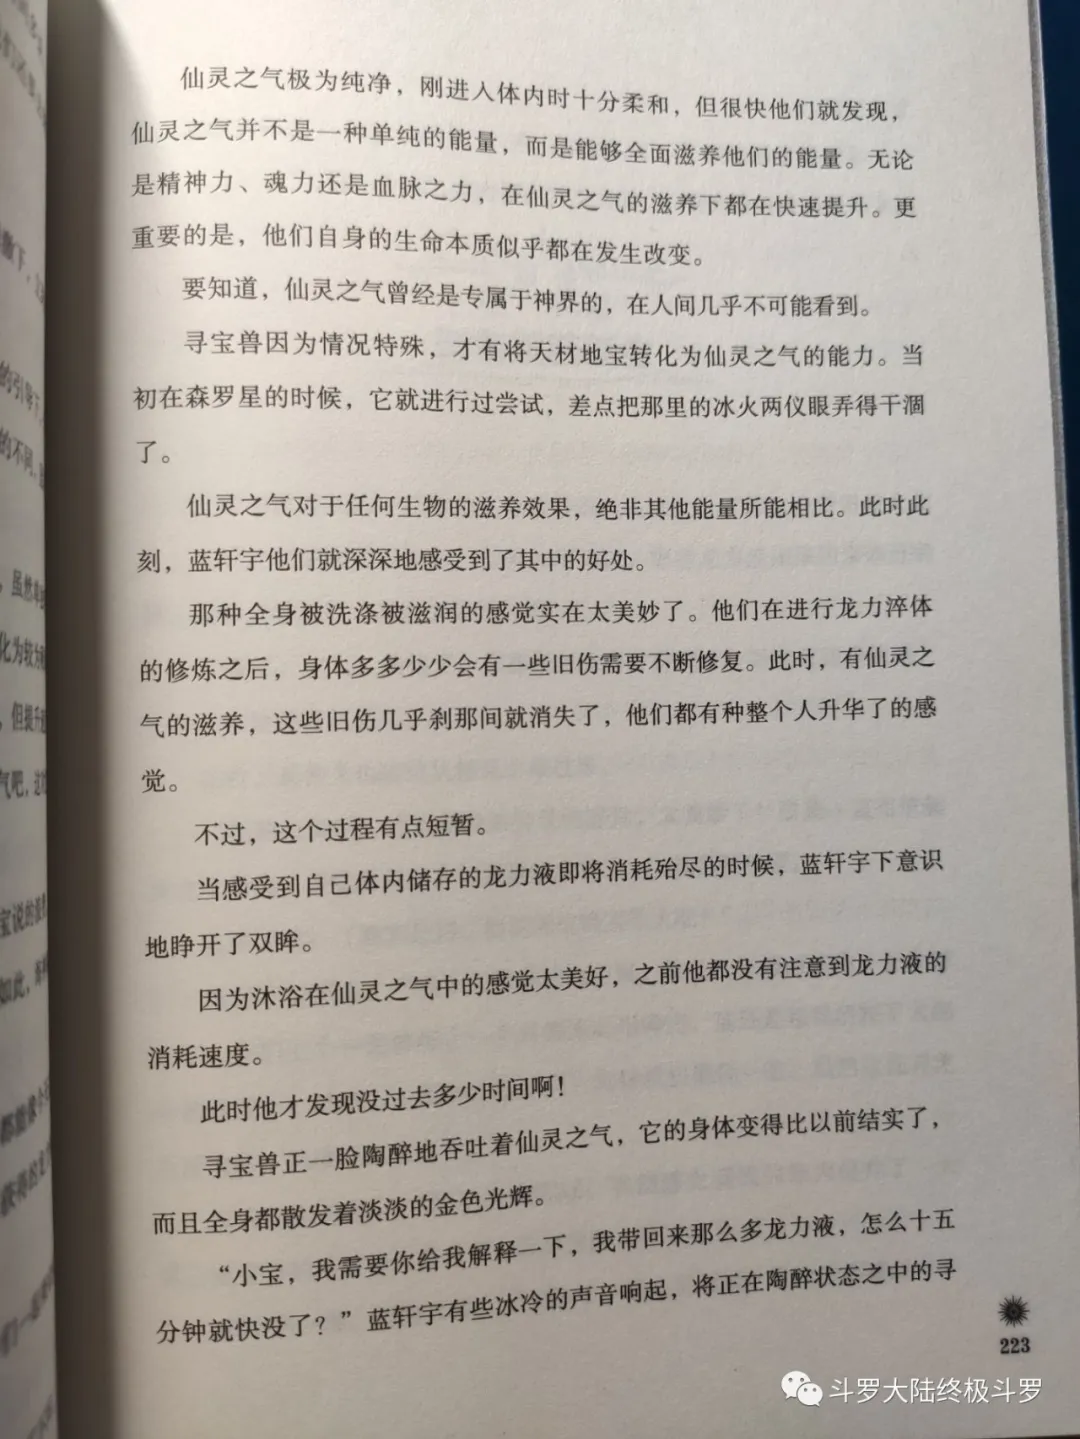 仙灵之气极为纯净，刚进入体内时十分柔和，但很快他们就发现，
仙灵之气并不是一种单纯的能量，而是能够全面滋养他们的能量。无论
是精神力、魂力还是血脉之力，在仙灵之气的滋养下都在快速提升。更
重要的是，他们自身的生命本质似乎都在发生改变。
要知道，仙灵之气曾经是专属于神界的，在人间几乎不可能看到。
寻宝兽因为情况特殊，才有将天材地宝转化为仙灵之气的能力。当
初在森罗星的时候，它就进行过尝试，差点把那里的冰火两仪眼弄得干涸
了。
仙灵之气对于任何生物的滋养效果，绝非其他能量所能相比。此时此
刻，蓝轩宇他们就深深地感受到了其中的好处。
那种全身被洗涤被滋润的感觉实在太美妙了。他们在进行龙力淬体
的修炼之后，身体多多少少会有一些旧伤需要不断修复。此时，有仙灵之
气的滋养，这些旧伤几乎刹那间就消失了，他们都有种整个人升华了的感
觉。
不过，这个过程有点短暂。
当感受到自己体内储存的龙力液即将消耗殆尽的时候，蓝轩宇下意识
地睁开了双眸。
因为沐浴在仙灵之气中的感觉太美好，之前他都没有注意到龙力液的
消耗速度。
此时他才发现没过去多少时间啊！
寻宝兽正一脸陶醉地吞吐着仙灵之气，它的身体变得比以前结实了，
而且全身都散发着淡淡的金色光辉。
“小宝，我需要你给我解释一下，我带回来那么多龙力液，怎么十五
分钟就快没了？”蓝轩宇有些冰冷的声音响起，将正在陶醉状态之中的寻
223
斗罗大陆终极斗罗